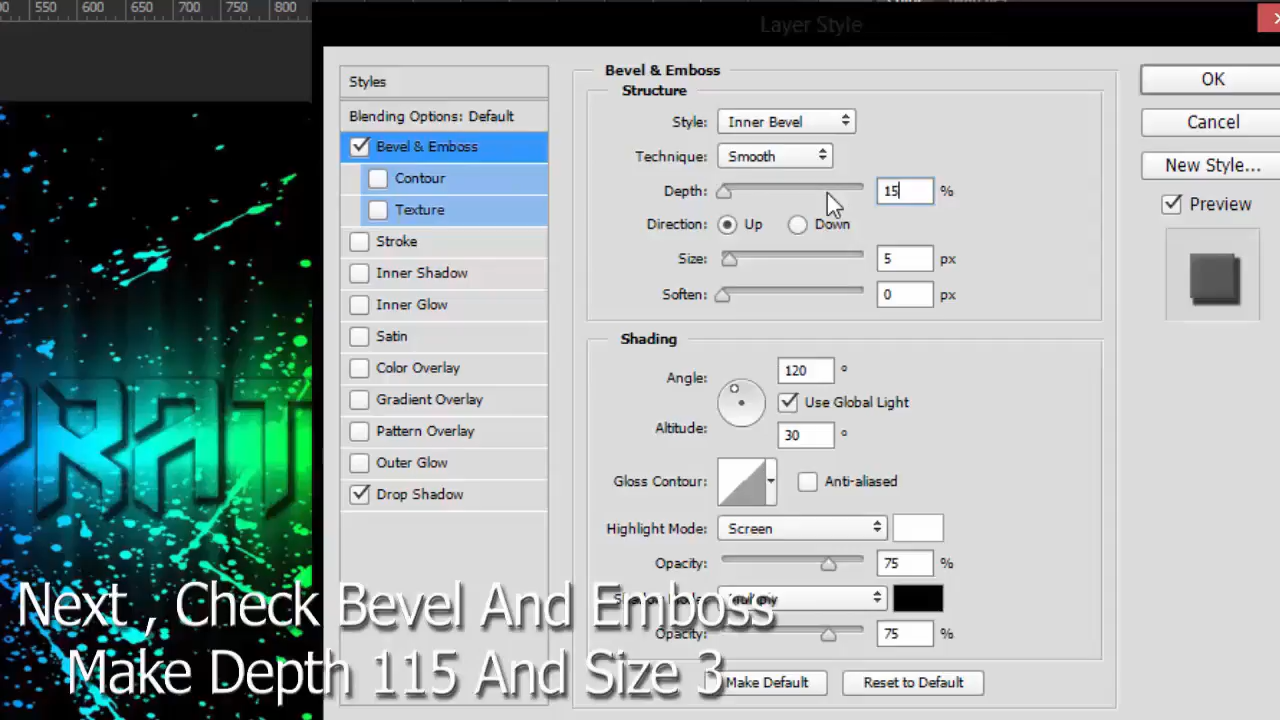 550 600 650 700 750 800
Layer Style
Styles
Blending Options: Default
Bevel & Emboss
Contour
Texture
Stroke
Inner Shadow
Inner Glow
Satin
Color Overlay
Gradient Overlay
Pattern Overlay
Outer Glow
Drop Shadow
Bevel & Emboss
Structure
Style: Inner Bevel
Technique: Smooth
Depth: 15 %
Direction: Up Down
Size: 5 px
Soften: 0 px
Shading
Angle: 120 °
Use Global Light
Altitude: 30 °
Gloss Contour: Anti-aliased
Highlight Mode: Screen
Opacity: 75 %
Multiply
Opacity: 75 %
Make Default Reset to Default
OK
Cancel
New Style...
Preview
RAT
Next , Check Bevel And Emboss
Make Depth 115 And Size 3